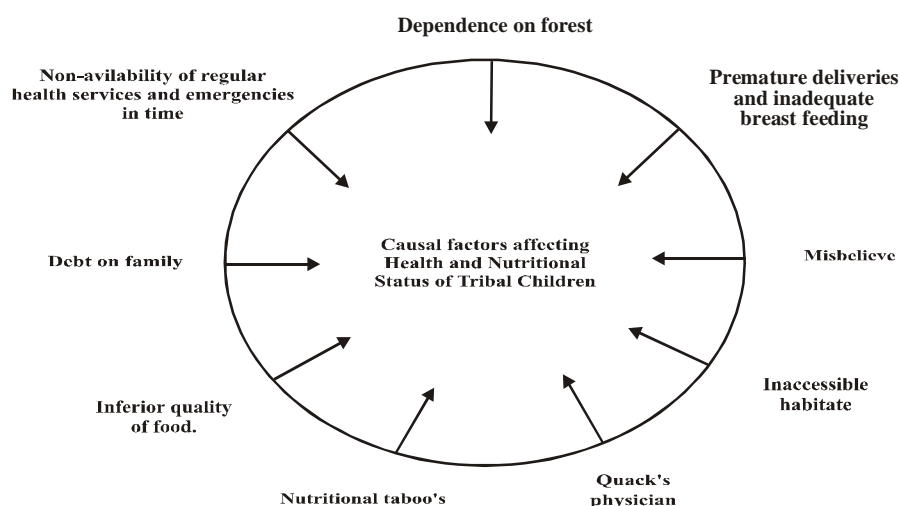 Dependence on forest
Non-avilability of regular
health services and emergencies
in time
Premature deliveries
and inadequate
breast feeding
Debt on family
Causal factors affecting
Health and Nutritional
Status of Tribal Children
Misbelieve
Inaccessible
habitate
Inferior quality
of food.
Nutritional taboo's
Quack's
physician